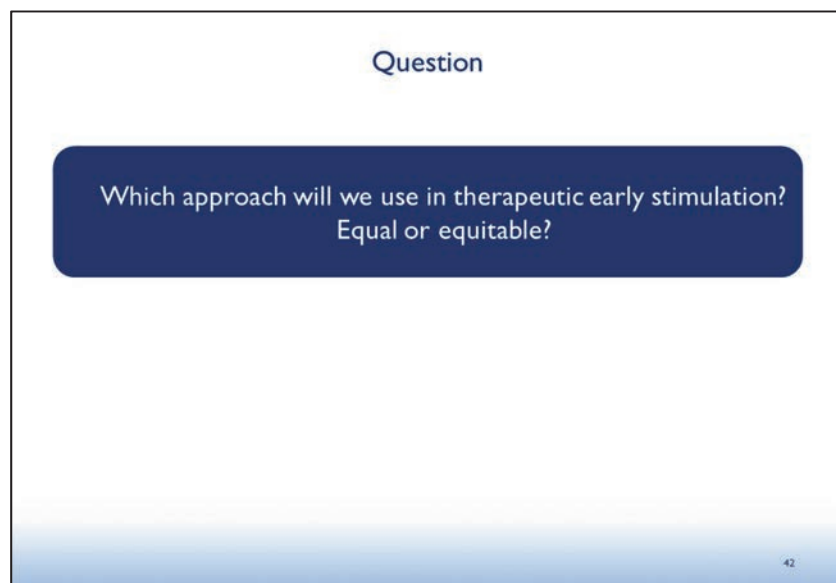 Question
Which approach will we use in therapeutic early stimulation?
Equal or equitable?
42